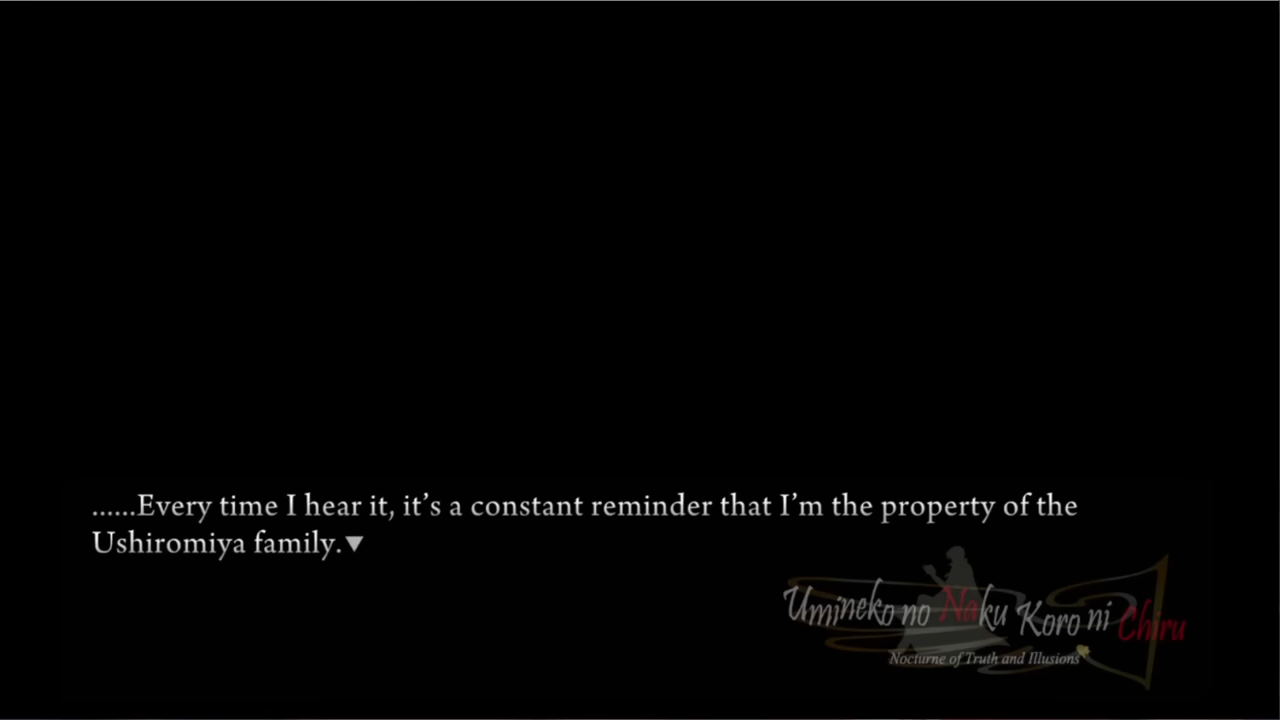 ......Every time I hear it, it’s a constant reminder that I’m the property of the
Ushiromiya family.▼
Umineko no Naku Koro ni Chiru
Nocturne of Truth and Illusions